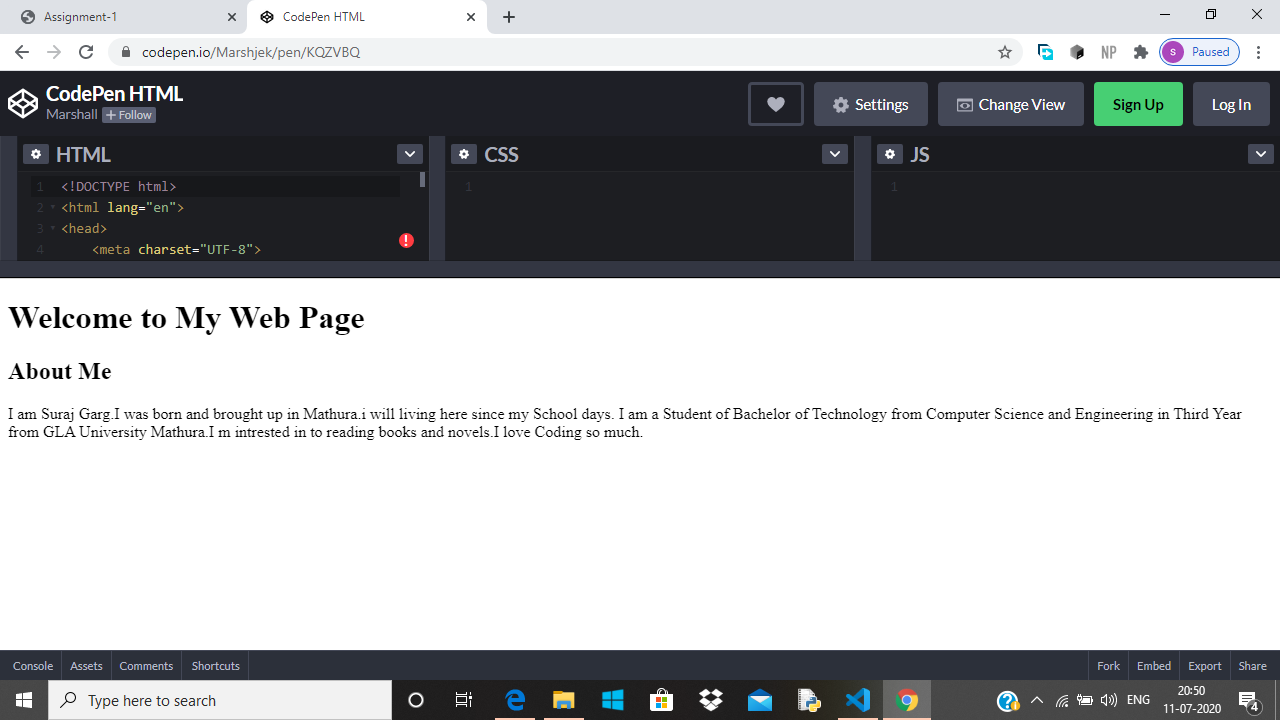 Assignment-1
CodePen HTML
codepen.io/Marshjek/pen/KQZVBQ
NP
s Paused
CodePen HTML
Marshall + Follow
Settings
Change View
Sign Up
Log In
HTML
CSS
JS
1 <!DOCTYPE html>
2 <html lang="en">
3 <head>
4 <meta charset="UTF-8">
1
1
Welcome to My Web Page
About Me
I am Suraj Garg.I was born and brought up in Mathura.i will living here since my School days. I am a Student of Bachelor of Technology from Computer Science and Engineering in Third Year
from GLA University Mathura.I m intrested in to reading books and novels.I love Coding so much.
Console Assets Comments Shortcuts
Fork Embed Export Share
Type here to search
ENG
20:50
11-07-2020
4